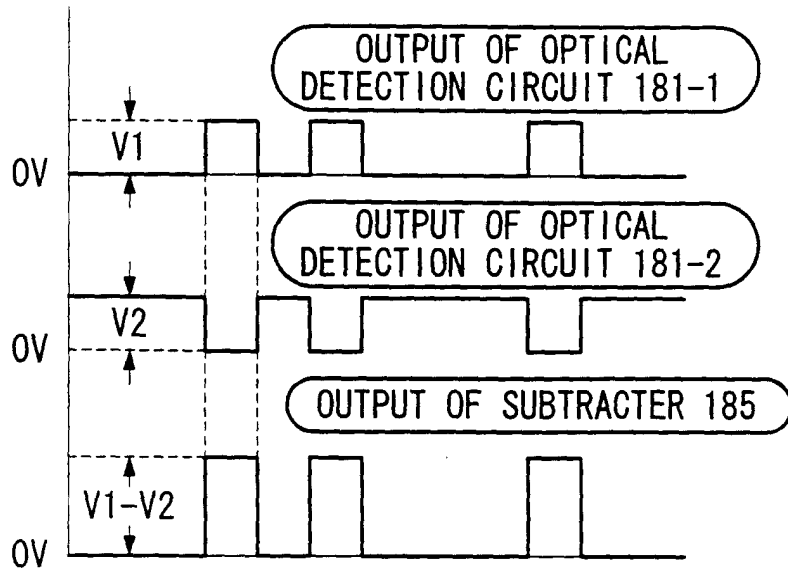 OUTPUT OF OPTICAL
DETECTION CIRCUIT 181-1
V1
0V
OUTPUT OF OPTICAL
DETECTION CIRCUIT 181-2
V2
0V
OUTPUT OF SUBTRACTER 185
V1-V2
0V